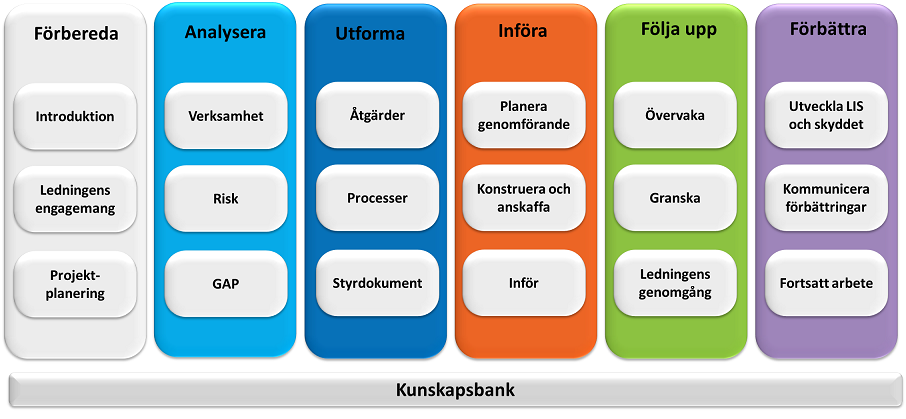 Förbereda
Introduktion
Ledningens
engagemang
Projekt-
planering
Analysera
Verksamhet
Risk
GAP
Utforma
Åtgärder
Processer
Styrdokument
Införa
Planera
genomförande
Konstruera och
anskaffa
Inför
Följa upp
Övervaka
Granska
Ledningens
genomgång
Förbättra
Utveckla LIS
och skyddet
Kommunicera
förbättringar
Fortsatt arbete
Kunskapsbank